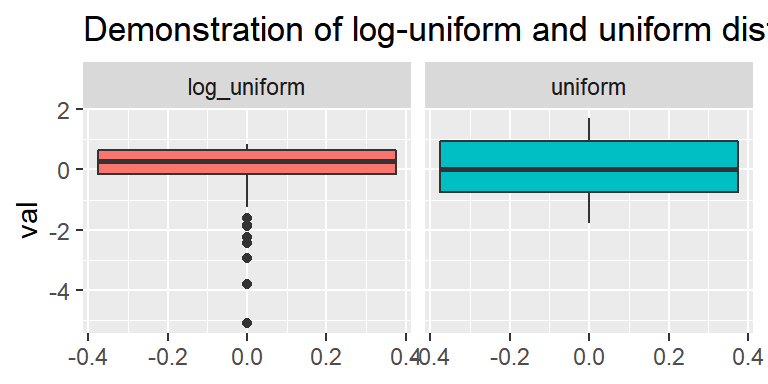 Demonstration of log-uniform and uniform dist
log_uniform
uniform
val
2
0
-2
-4
-0.4 -0.2 0.0 0.2 0.4
-0.4 -0.2 0.0 0.2 0.4